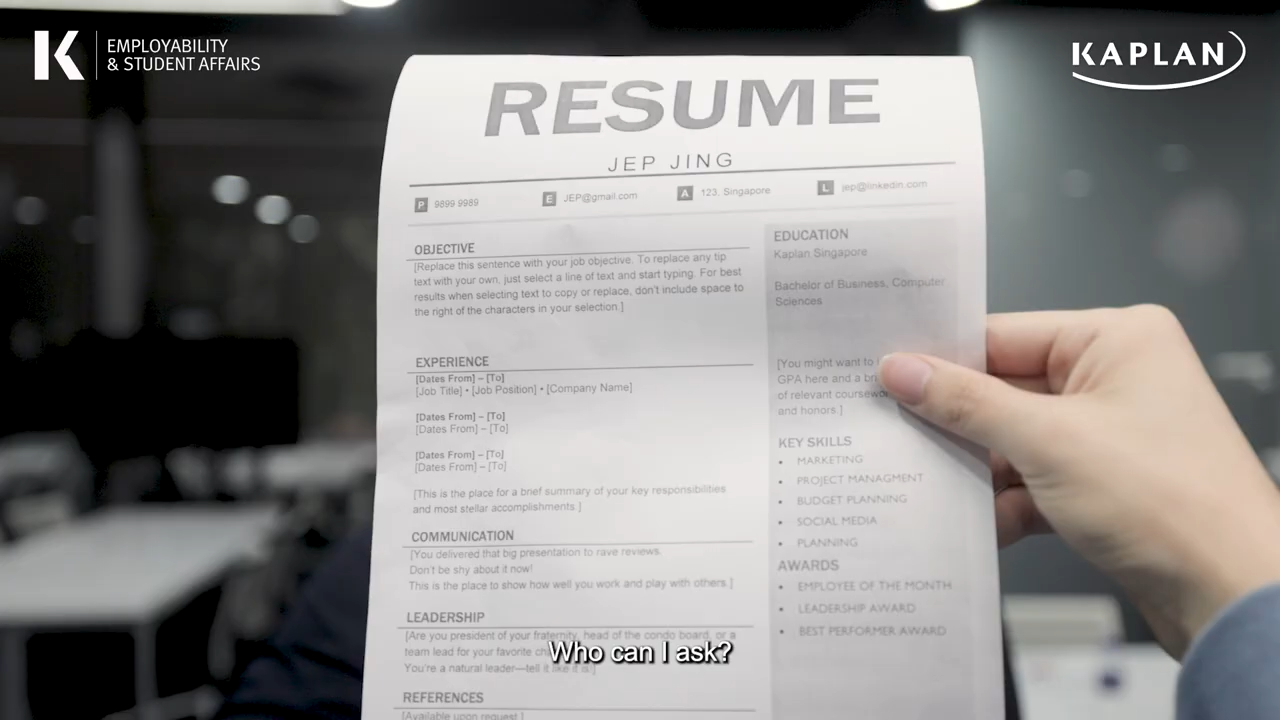 K
EMPLOYABILITY
& STUDENT AFFAIRS
KAPLAN
RESUME
JEP JING
P 9899 9989
E JEP@gmail.com
A 123. Singapore
L jep@linkedin.com
OBJECTIVE
[Replace this sentence with your job objective. To replace any tip
text with your own, just select a line of text and start typing. For best
results when selecting text to copy or replace, don't include space to
the right of the characters in your selection.]
EXPERIENCE
[Dates From] – [To]
[Job Title] • [Job Position] • [Company Name]
[Dates From] – [To]
[Dates From] – [To]
[Dates From] – [To]
[Dates From] – [To]
[This is the place for a brief summary of your key responsibilities
and most stellar accomplishments.]
COMMUNICATION
[You delivered that big presentation to rave reviews.
Don't be shy about it now!
This is the place to show how well you work and play with others.]
LEADERSHIP
[Are you president of your fraternity, head of the condo board, or a
team lead for your favorite
You're a natural leader—tell it like it is!]
REFERENCES
[Available upon request.]
EDUCATION
Kaplan Singapore
Bachelor of Business, Computer
Sciences
[You might want to
GPA here and a
of relevant
and honors.]
KEY SKILLS
• MARKETING
• PROJECT MANAGMENT
• BUDGET PLANNING
• SOCIAL MEDIA
• PLANNING
AWARDS
• EMPLOYEE OF THE MONTH
• LEADERSHIP AWARD
• BEST PERFORMER AWARD
Who can I ask?